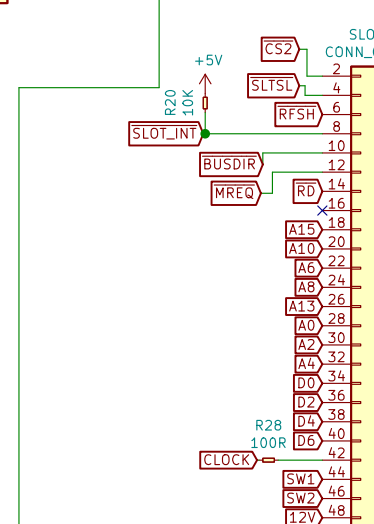 SLO
CONN_
CS2
2
+5V
SLTSL
4
R20
10K
RFSH
6
SLOT_INT
8
10
BUSDIR
12
MREQ
RD
14
16
A15
18
A10
20
A6
22
A8
24
A13
26
A0
28
A2
30
A4
32
D0
34
D2
36
D4
38
R28
100R
D6
40
CLOCK
42
SW1
44
SW2
46
12V
48